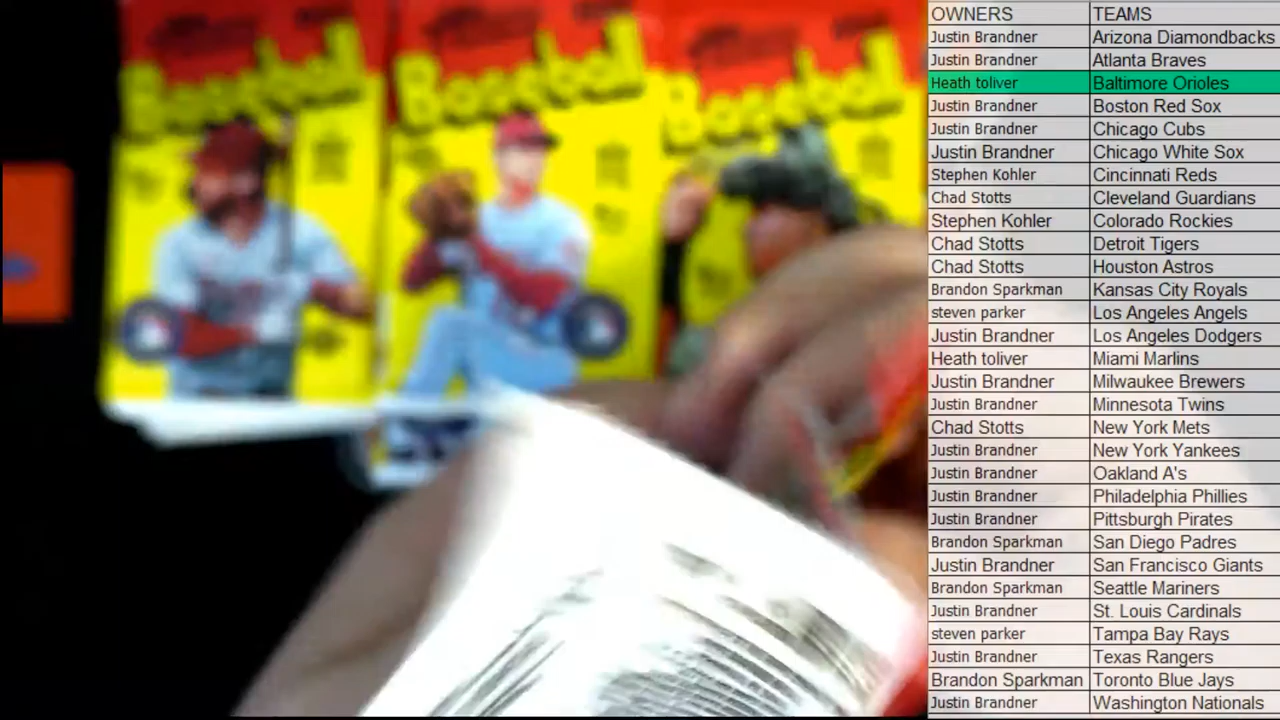 Baseball Baseball Baseball
OWNERS TEAMS
Justin Brandner Arizona Diamondbacks
Justin Brandner Atlanta Braves
Heath toliver Baltimore Orioles
Justin Brandner Boston Red Sox
Justin Brandner Chicago Cubs
Justin Brandner Chicago White Sox
Stephen Kohler Cincinnati Reds
Chad Stotts Cleveland Guardians
Stephen Kohler Colorado Rockies
Chad Stotts Detroit Tigers
Chad Stotts Houston Astros
Brandon Sparkman Kansas City Royals
steven parker Los Angeles Angels
Justin Brandner Los Angeles Dodgers
Heath toliver Miami Marlins
Justin Brandner Milwaukee Brewers
Justin Brandner Minnesota Twins
Chad Stotts New York Mets
Justin Brandner New York Yankees
Justin Brandner Oakland A's
Justin Brandner Philadelphia Phillies
Justin Brandner Pittsburgh Pirates
Brandon Sparkman San Diego Padres
Justin Brandner San Francisco Giants
Brandon Sparkman Seattle Mariners
Justin Brandner St. Louis Cardinals
steven parker Tampa Bay Rays
Justin Brandner Texas Rangers
Brandon Sparkman Toronto Blue Jays
Justin Brandner Washington Nationals